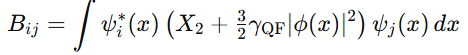 B_{ij} = \int \psi_i^*(x) \left( X_2 + \frac{3}{2} \gamma_{\mathrm{QF}} |\phi(x)|^2 \right) \psi_j(x) \, dx